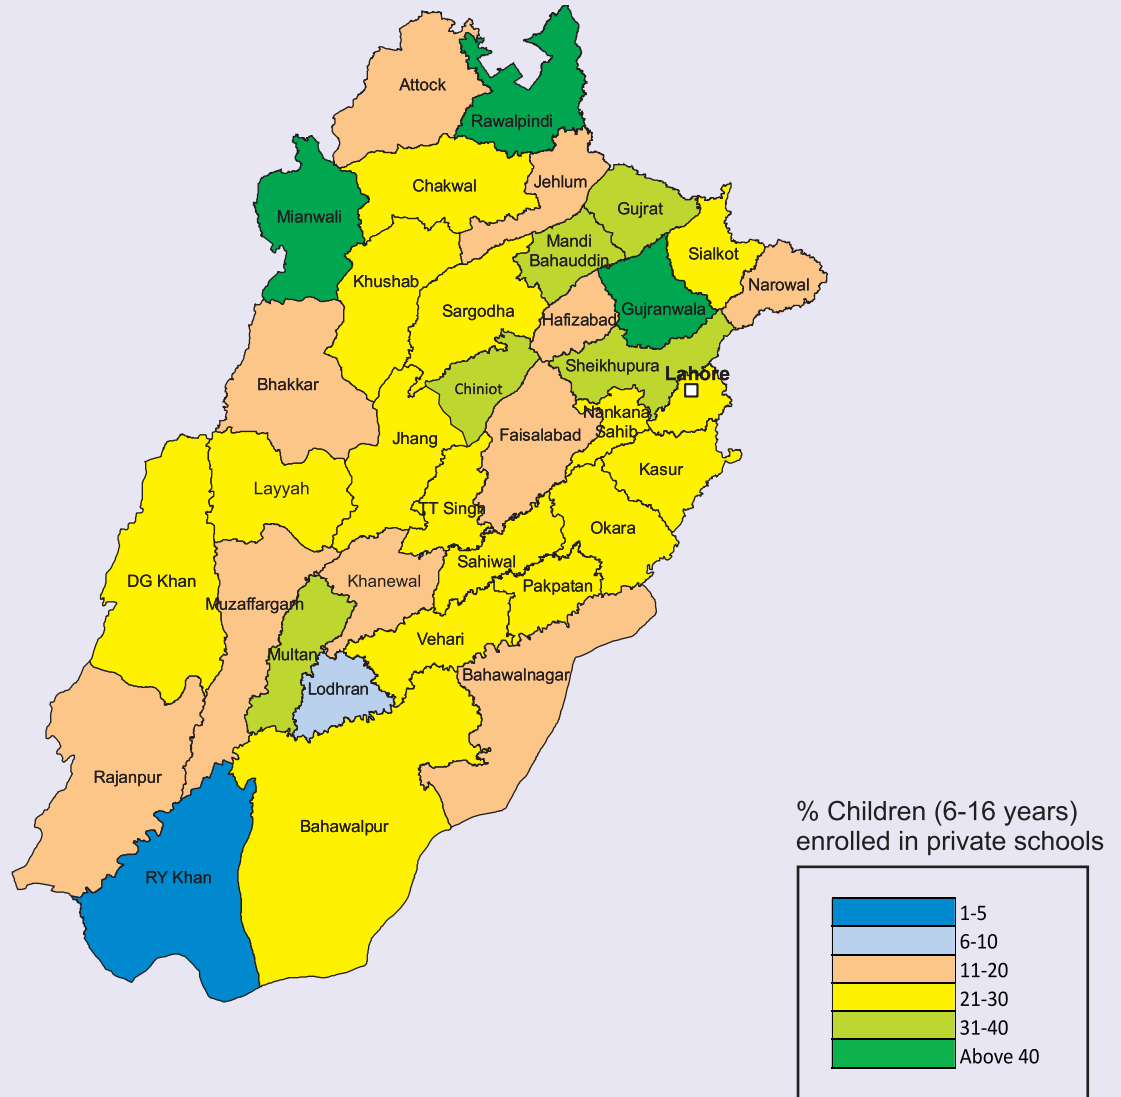 Attock
Rawalpindi
Chakwal
Jehlum
Mianwali
Gujrat
Mandi
Bahauddin
Sialkot
Khushab
Narowal
Sargodha
Hafizabad
Gujranwala
Sheikhupura
Lahore
Bhakkar
Chiniot
Nankana
Sahib
Jhang
Faisalabad
Kasur
Layyah
TT Singh
Okara
Sahiwal
DG Khan
Khanewal
Pakpatan
Muzaffargarh
Vehari
Multan
Bahawalnagar
Lodhran
Rajanpur
Bahawalpur
RY Khan
% Children (6-16 years)
enrolled in private schools
1-5
6-10
11-20
21-30
31-40
Above 40